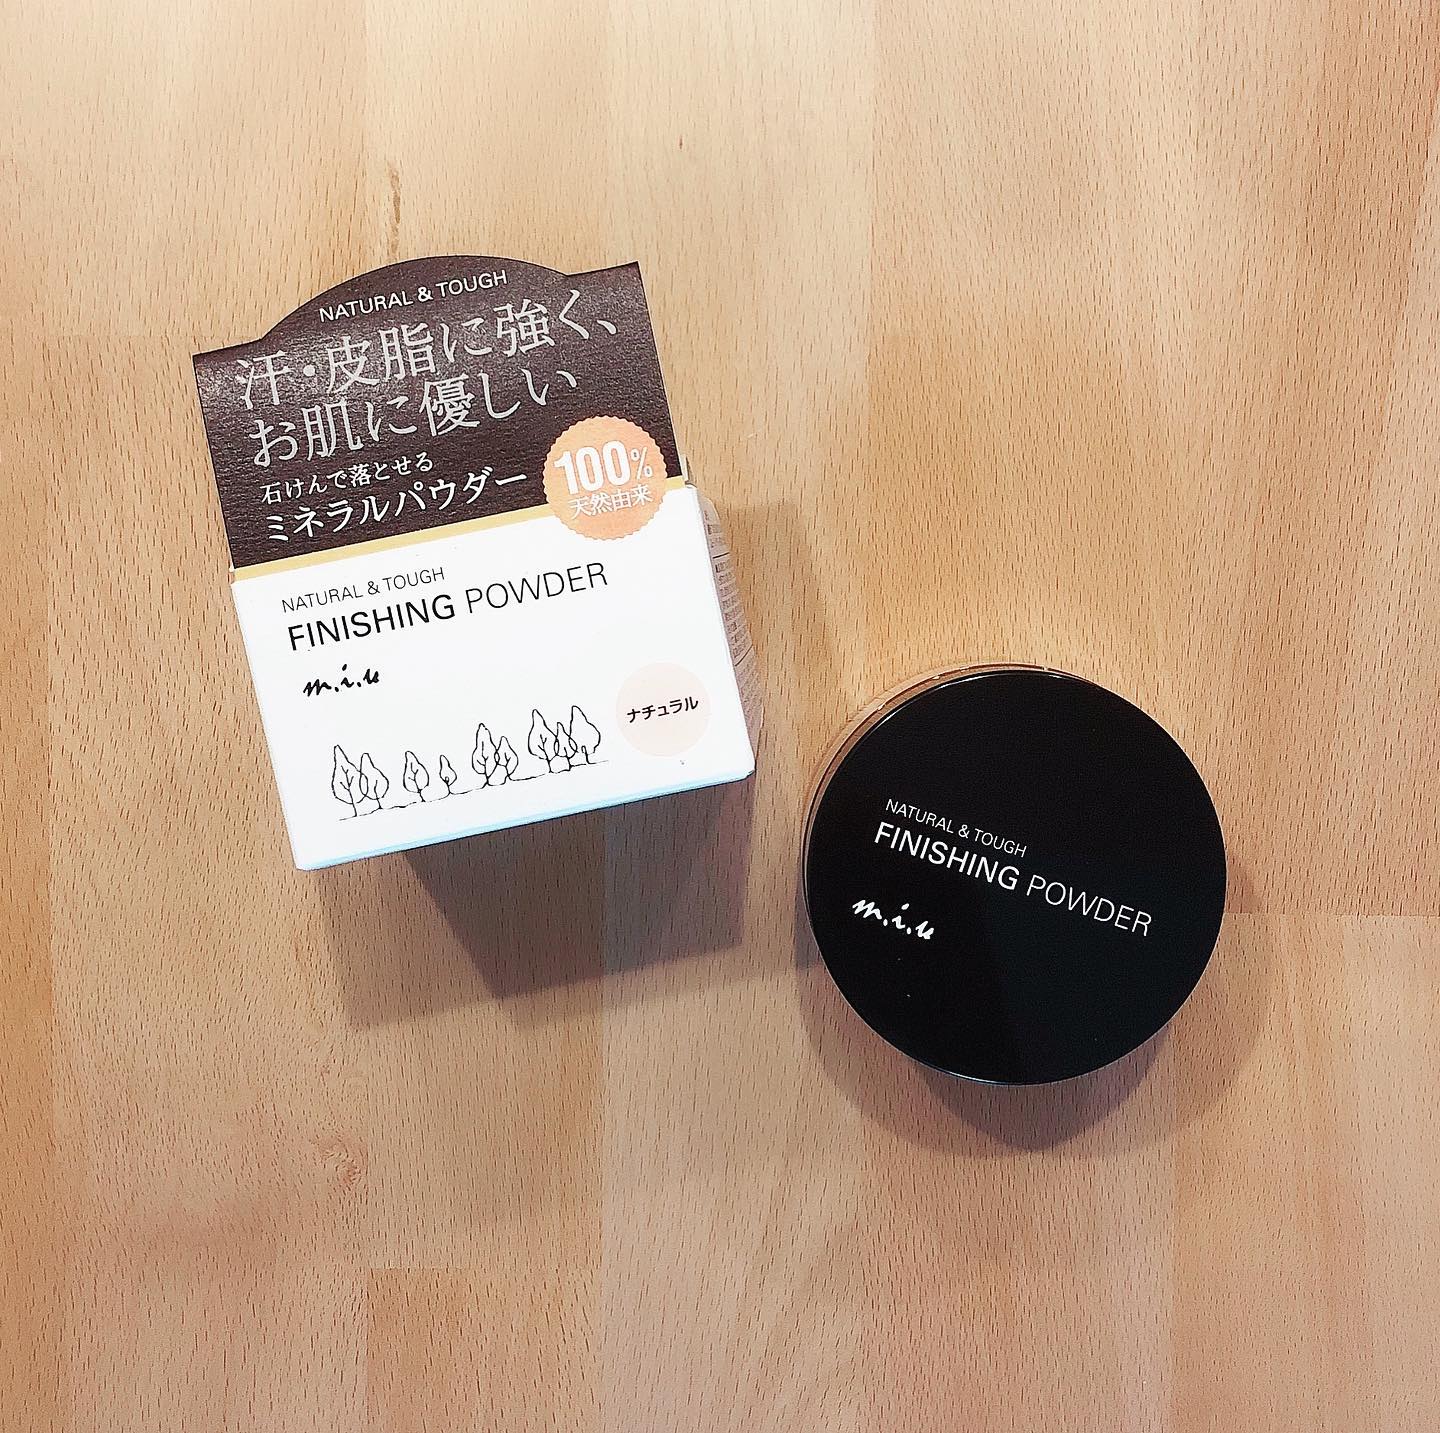 NATURAL & TOUGH
汗・皮脂に強く、
お肌に優しい
石けんで落とせる
ミネラルパウダー
100%
天然由来
NATURAL & TOUGH
FINISHING POWDER
m.i.u
ナチュラル
NATURAL & TOUGH
FINISHING POWDER
m.i.u